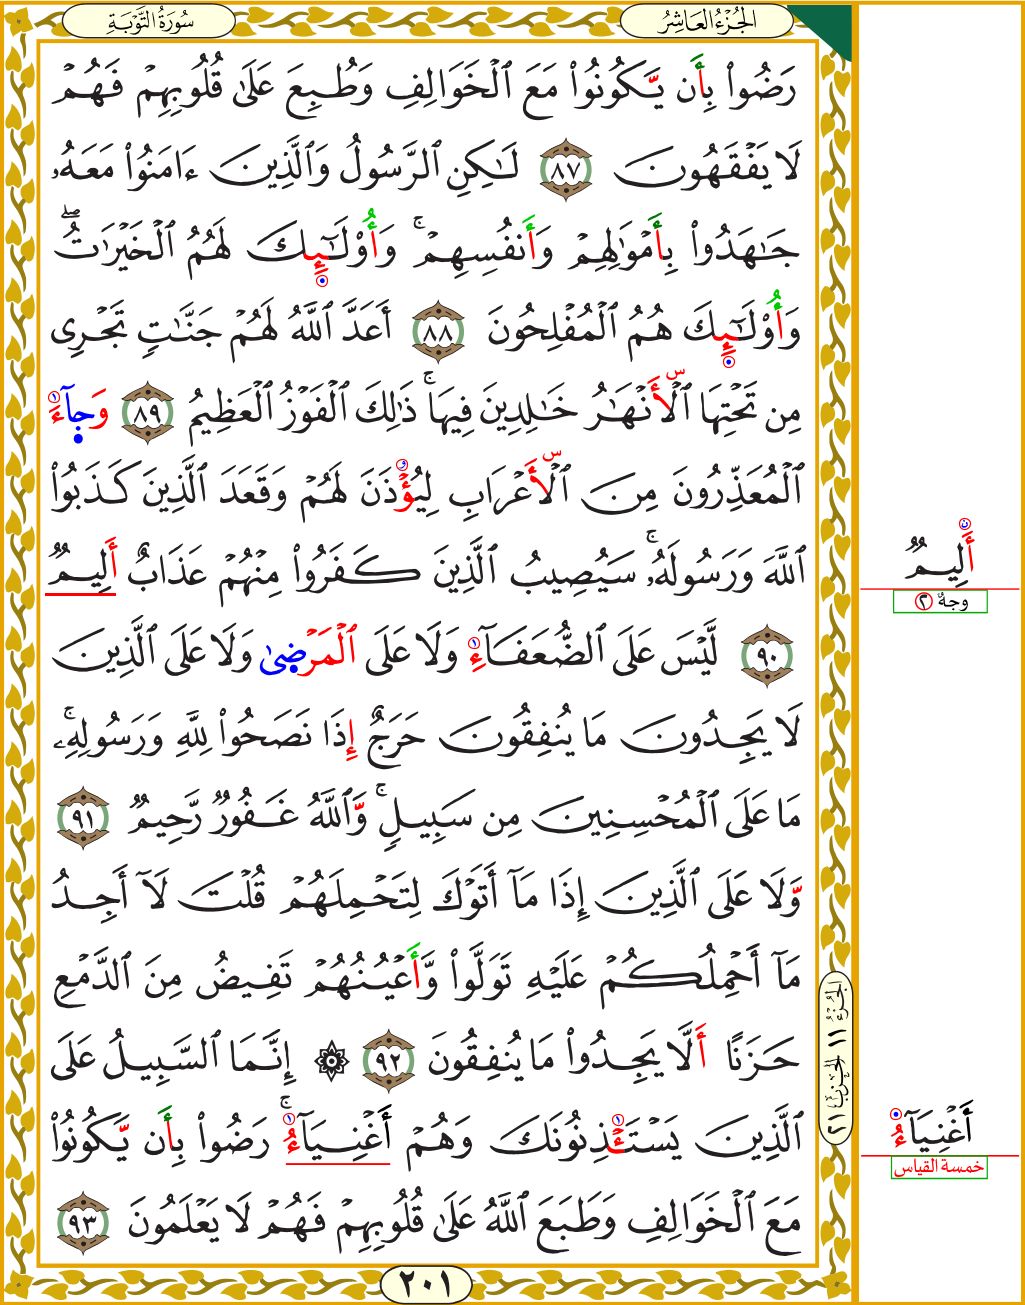 سُورَةُ التَّوْبَةِ
الجُزْءُ العَاشِرُ
رَضُوا۟ بِأَن يَكُونُوا۟ مَعَ ٱلْخَوَالِفِ وَطُبِعَ عَلَىٰ قُلُوبِهِمْ فَهُمْ
لَا يَفْقَهُونَ ٨٧ لَـٰكِنِ ٱلرَّسُولُ وَٱلَّذِينَ ءَامَنُوا۟ مَعَهُۥ
جَـٰهَدُوا۟ بِأَمْوَٰلِهِمْ وَأَنفُسِهِمْ ۚ وَأُو۟لَـٰٓئِكَ لَهُمُ ٱلْخَيْرَٰتُ ۖ
وَأُو۟لَـٰٓئِكَ هُمُ ٱلْمُفْلِحُونَ ٨٨ أَعَدَّ ٱللَّهُ لَهُمْ جَنَّـٰتٍ تَجْرِى
مِن تَحْتِهَا ٱلْأَنْهَـٰرُ خَـٰلِدِينَ فِيهَا ۚ ذَٰلِكَ ٱلْفَوْزُ ٱلْعَظِيمُ ٨٩ وَجَآءَ
ٱلْمُعَذِّرُونَ مِنَ ٱلْأَعْرَابِ لِيُؤْذَنَ لَهُمْ وَقَعَدَ ٱلَّذِينَ كَذَبُوا۟
ٱللَّهَ وَرَسُولَهُۥ ۚ سَيُصِيبُ ٱلَّذِينَ كَفَرُوا۟ مِنْهُمْ عَذَابٌ أَلِيمٌ
أَلِيمٌ
وجهٌ ٢
٩٠ لَّيْسَ عَلَى ٱلضُّعَفَآءِ وَلَا عَلَى ٱلْمَرْضَىٰ وَلَا عَلَى ٱلَّذِينَ
لَا يَجِدُونَ مَا يُنفِقُونَ حَرَجٌ إِذَا نَصَحُوا۟ لِلَّهِ وَرَسُولِهِۦ ۚ
مَا عَلَى ٱلْمُحْسِنِينَ مِن سَبِيلٍ ۚ وَّٱللَّهُ غَفُورٌ رَّحِيمٌ ٩١
وَّلَا عَلَى ٱلَّذِينَ إِذَا مَآ أَتَوْكَ لِتَحْمِلَهُمْ قُلْتَ لَآ أَجِدُ
مَآ أَحْمِلُكُمْ عَلَيْهِ تَوَلَّوا۟ وَّأَعْيُنُهُمْ تَفِيضُ مِنَ ٱلدَّمْعِ
حَزَنًا أَلَّا يَجِدُوا۟ مَا يُنفِقُونَ ٩٢ ۞ إِنَّمَا ٱلسَّبِيلُ عَلَى
الجُزْءُ ١١ الحِزْبُ ٢١
ٱلَّذِينَ يَسْتَـْٔذِنُونَكَ وَهُمْ أَغْنِيَآءُ ۚ رَضُوا۟ بِأَن يَّكُونُوا۟
أَغْنِيَآءُ
خمسة القياس
مَعَ ٱلْخَوَالِفِ وَطَبَعَ ٱللَّهُ عَلَىٰ قُلُوبِهِمْ فَهُمْ لَا يَعْلَمُونَ ٩٣
٢٠١